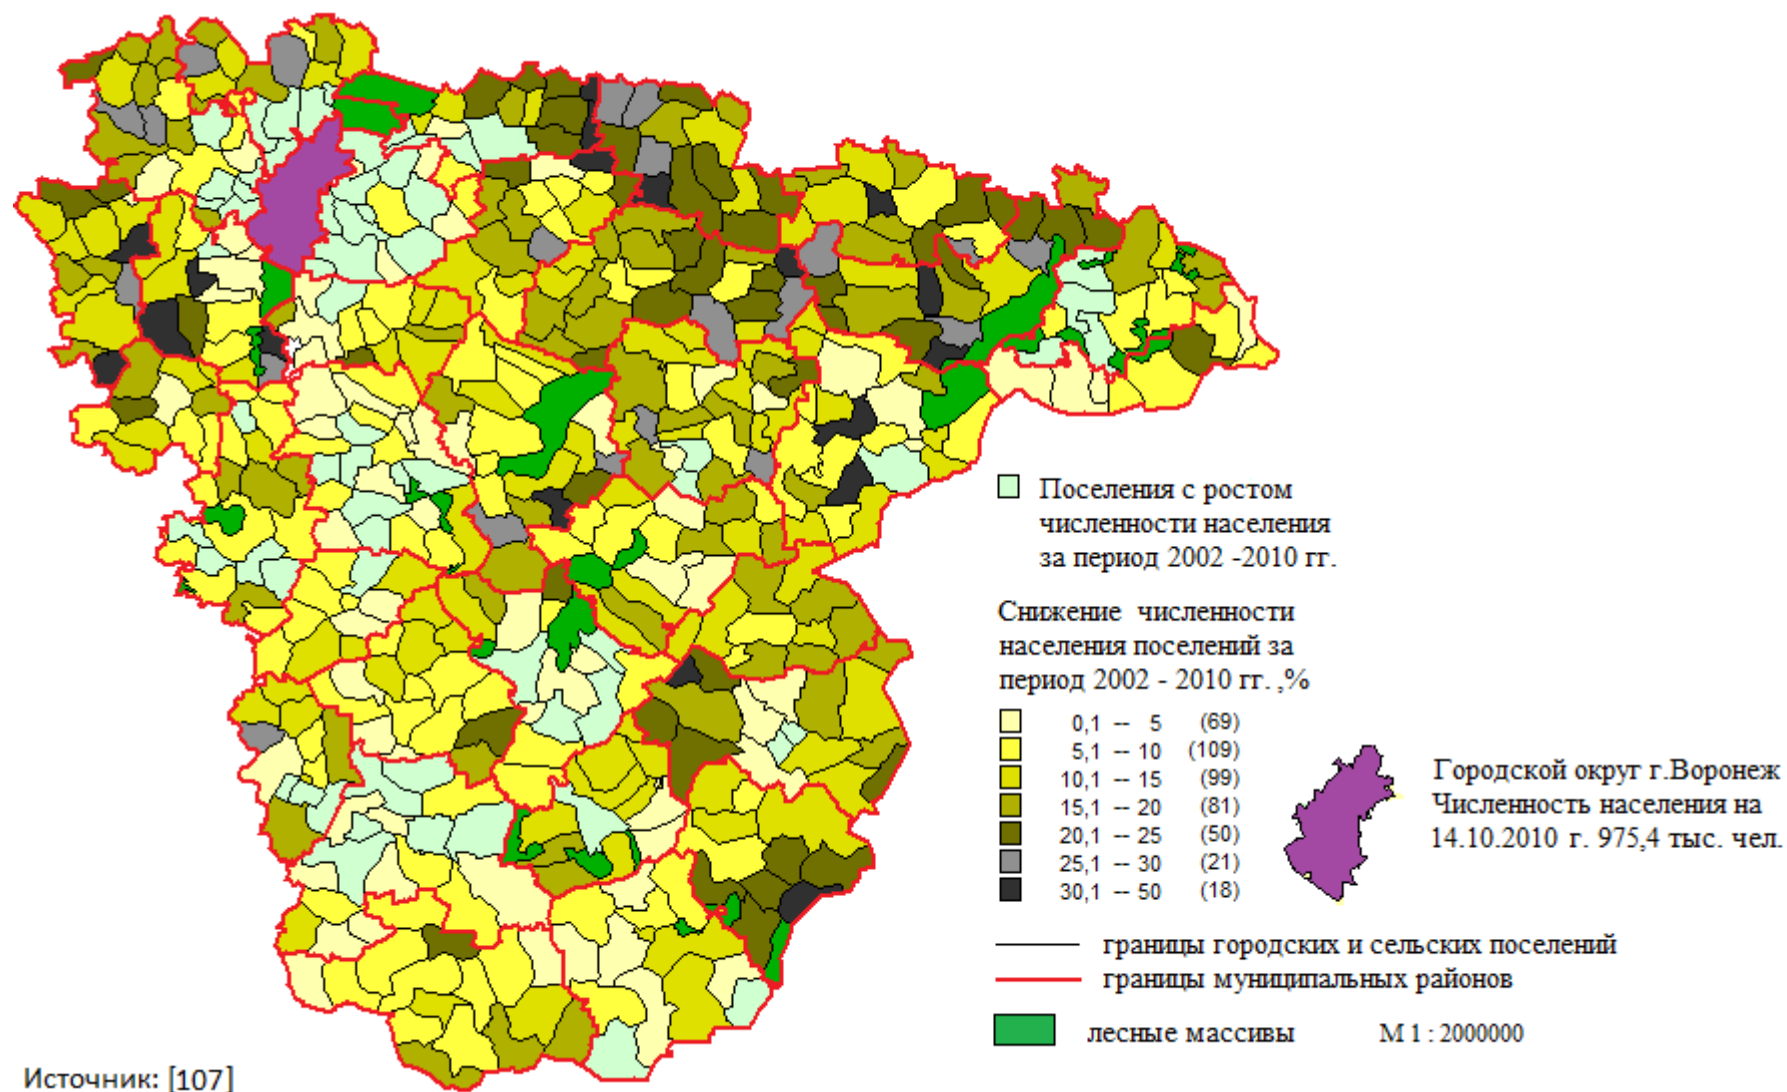 Поселения с ростом
численности населения
за период 2002 -2010 гг.
Снижение численности
населения поселений за
период 2002 - 2010 гг. ,%
0,1 -- 5 (69)
5,1 -- 10 (109)
10,1 -- 15 (99)
15,1 -- 20 (81)
20,1 -- 25 (50)
25,1 -- 30 (21)
30,1 -- 50 (18)
Городской округ г.Воронеж
Численность населения на
14.10.2010 г. 975,4 тыс. чел.
границы городских и сельских поселений
границы муниципальных районов
лесные массивы М 1 : 2000000
Источник: [107]